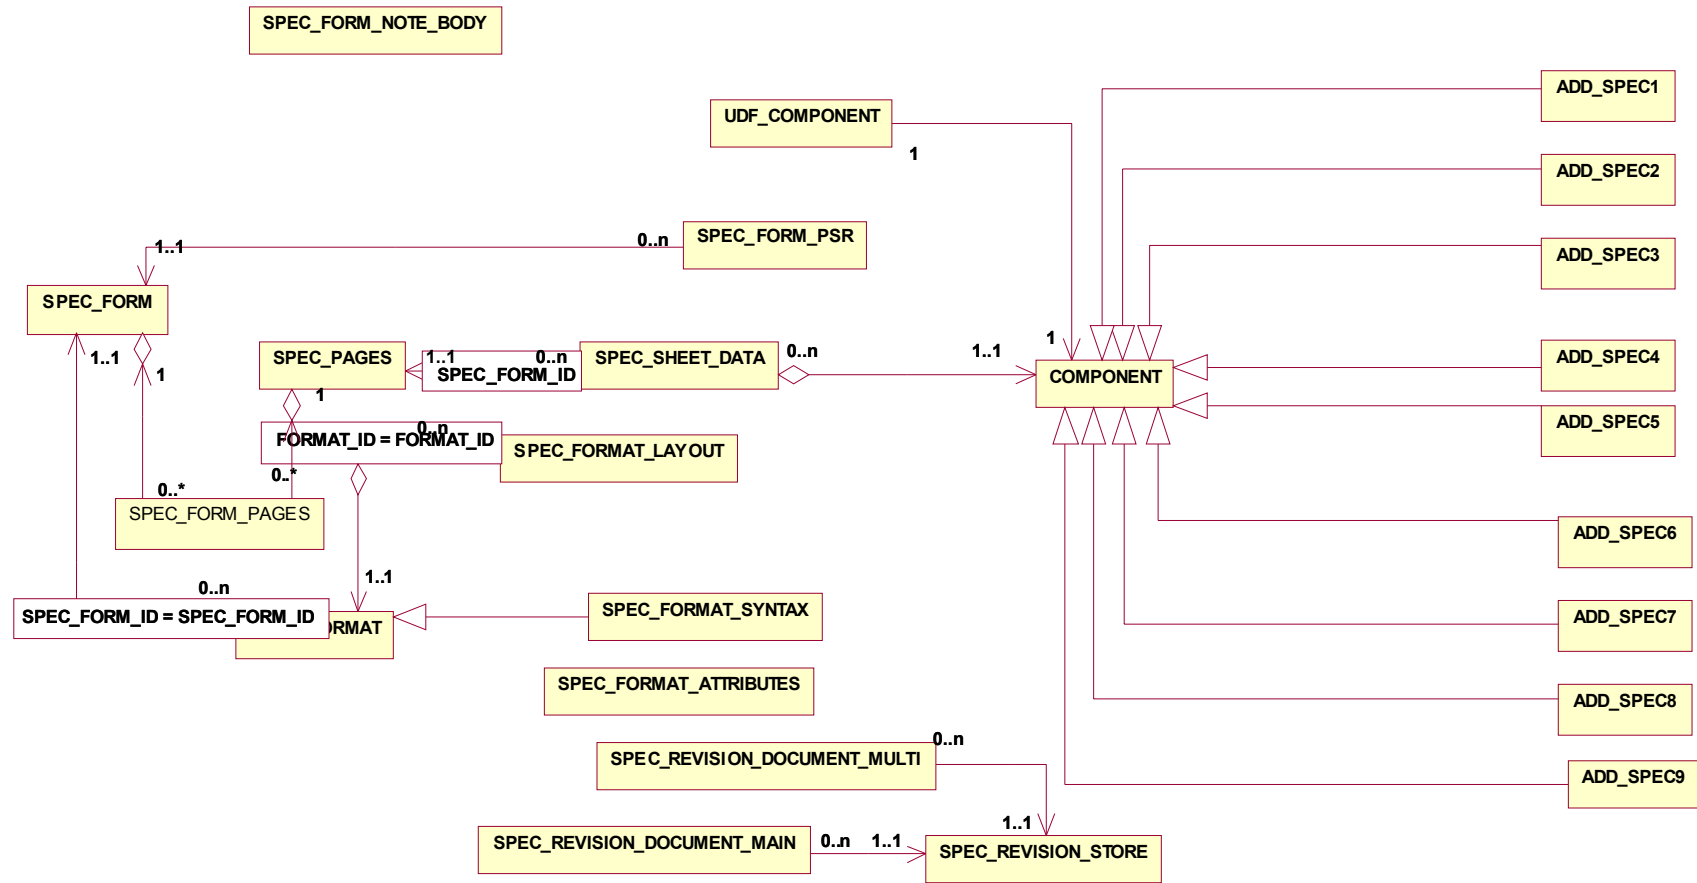 SPEC_FORM_NOTE_BODY
ADD_SPEC1
UDF_COMPONENT
1
ADD_SPEC2
SPEC_FORM_PSR
0..n
1..1
ADD_SPEC3
SPEC_FORM
1..1
1
SPEC_PAGES
1..1
0..n
SPEC_FORM_ID
SPEC_SHEET_DATA
0..n
1..1
1
COMPONENT
ADD_SPEC4
ADD_SPEC5
1
0..n
FORMAT_ID = FORMAT_ID
SPEC_FORMAT_LAYOUT
0..*
0..*
SPEC_FORM_PAGES
ADD_SPEC6
1..1
0..n
SPEC_FORM_ID = SPEC_FORM_ID
RMAT
SPEC_FORMAT_SYNTAX
ADD_SPEC7
SPEC_FORMAT_ATTRIBUTES
ADD_SPEC8
0..n
SPEC_REVISION_DOCUMENT_MULTI
ADD_SPEC9
1..1
SPEC_REVISION_DOCUMENT_MAIN
0..n
1..1
SPEC_REVISION_STORE